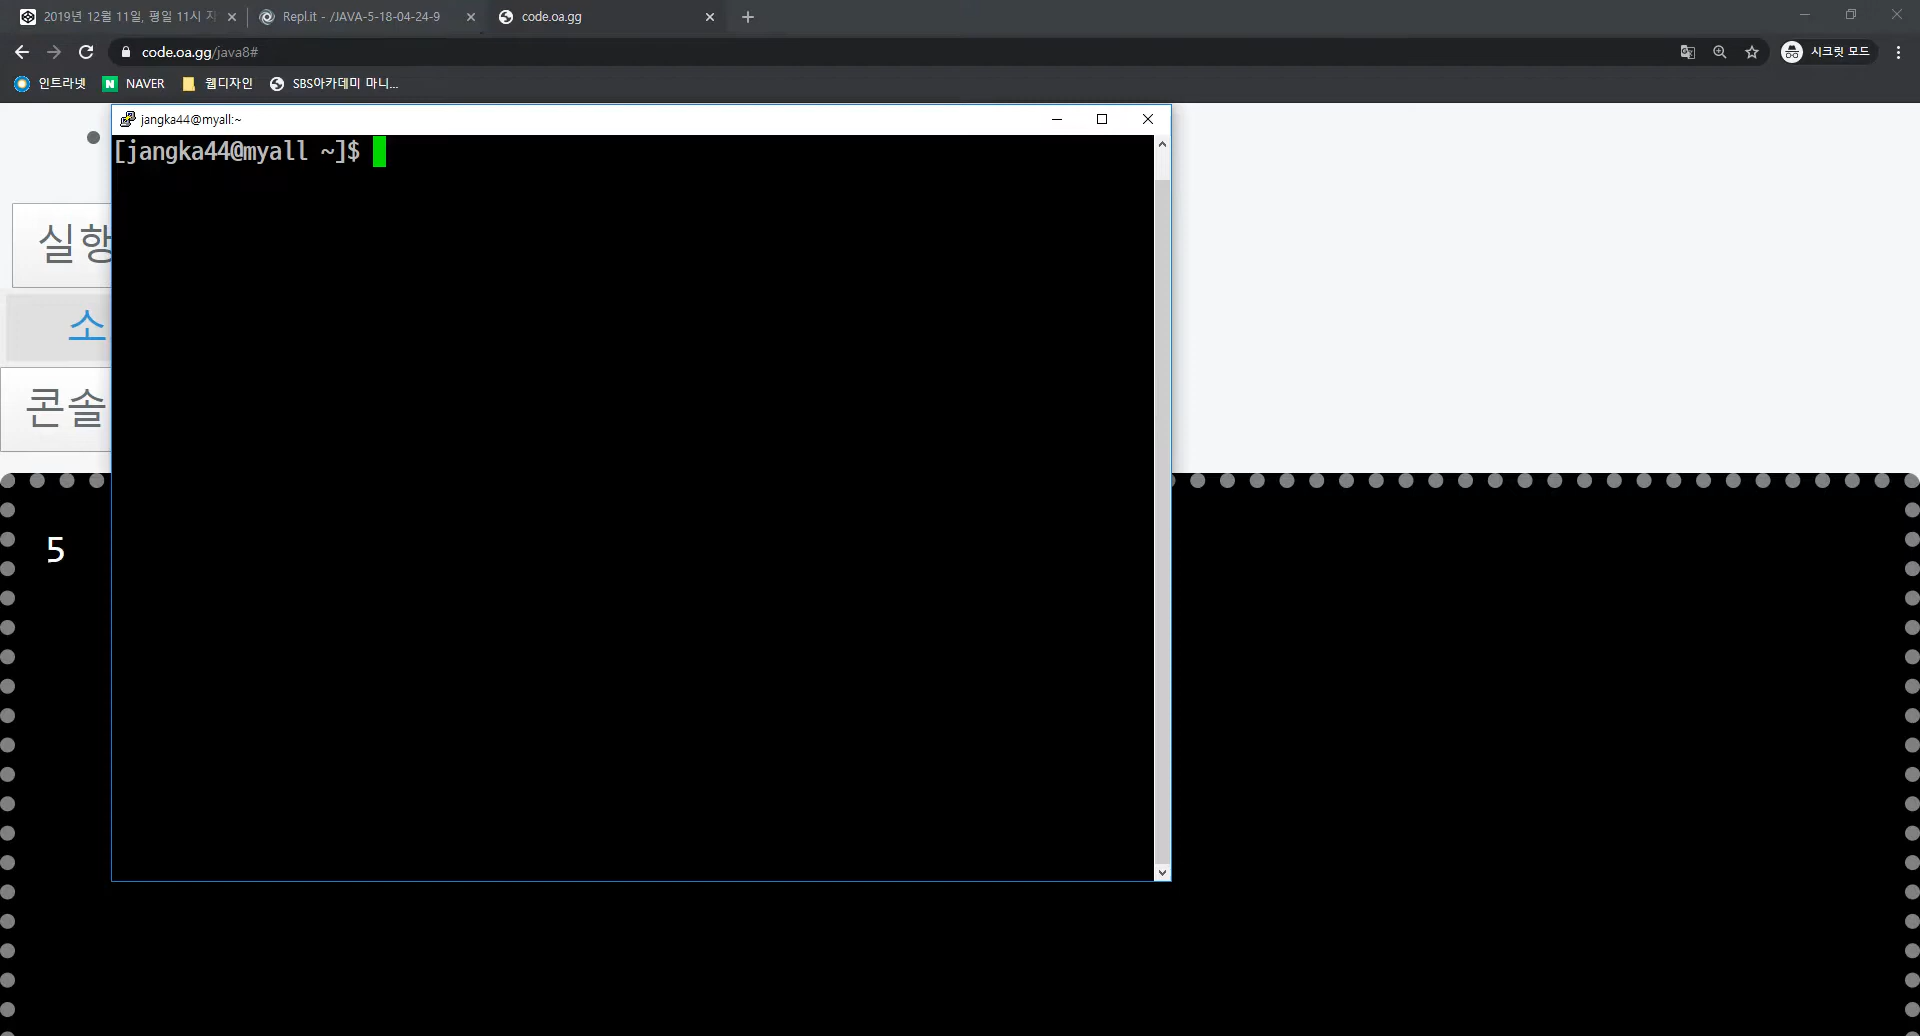 2019년 12월 11일, 평일 11시 지
Repl.it - /JAVA-5-18-04-24-9
code.oa.gg
code.oa.gg/java8#
시크릿 모드
인트라넷
NAVER
웹디자인
SBS아카데미 마니...
jangka44@myall:~
[jangka44@myall ~]$
실행
소
콘솔
5